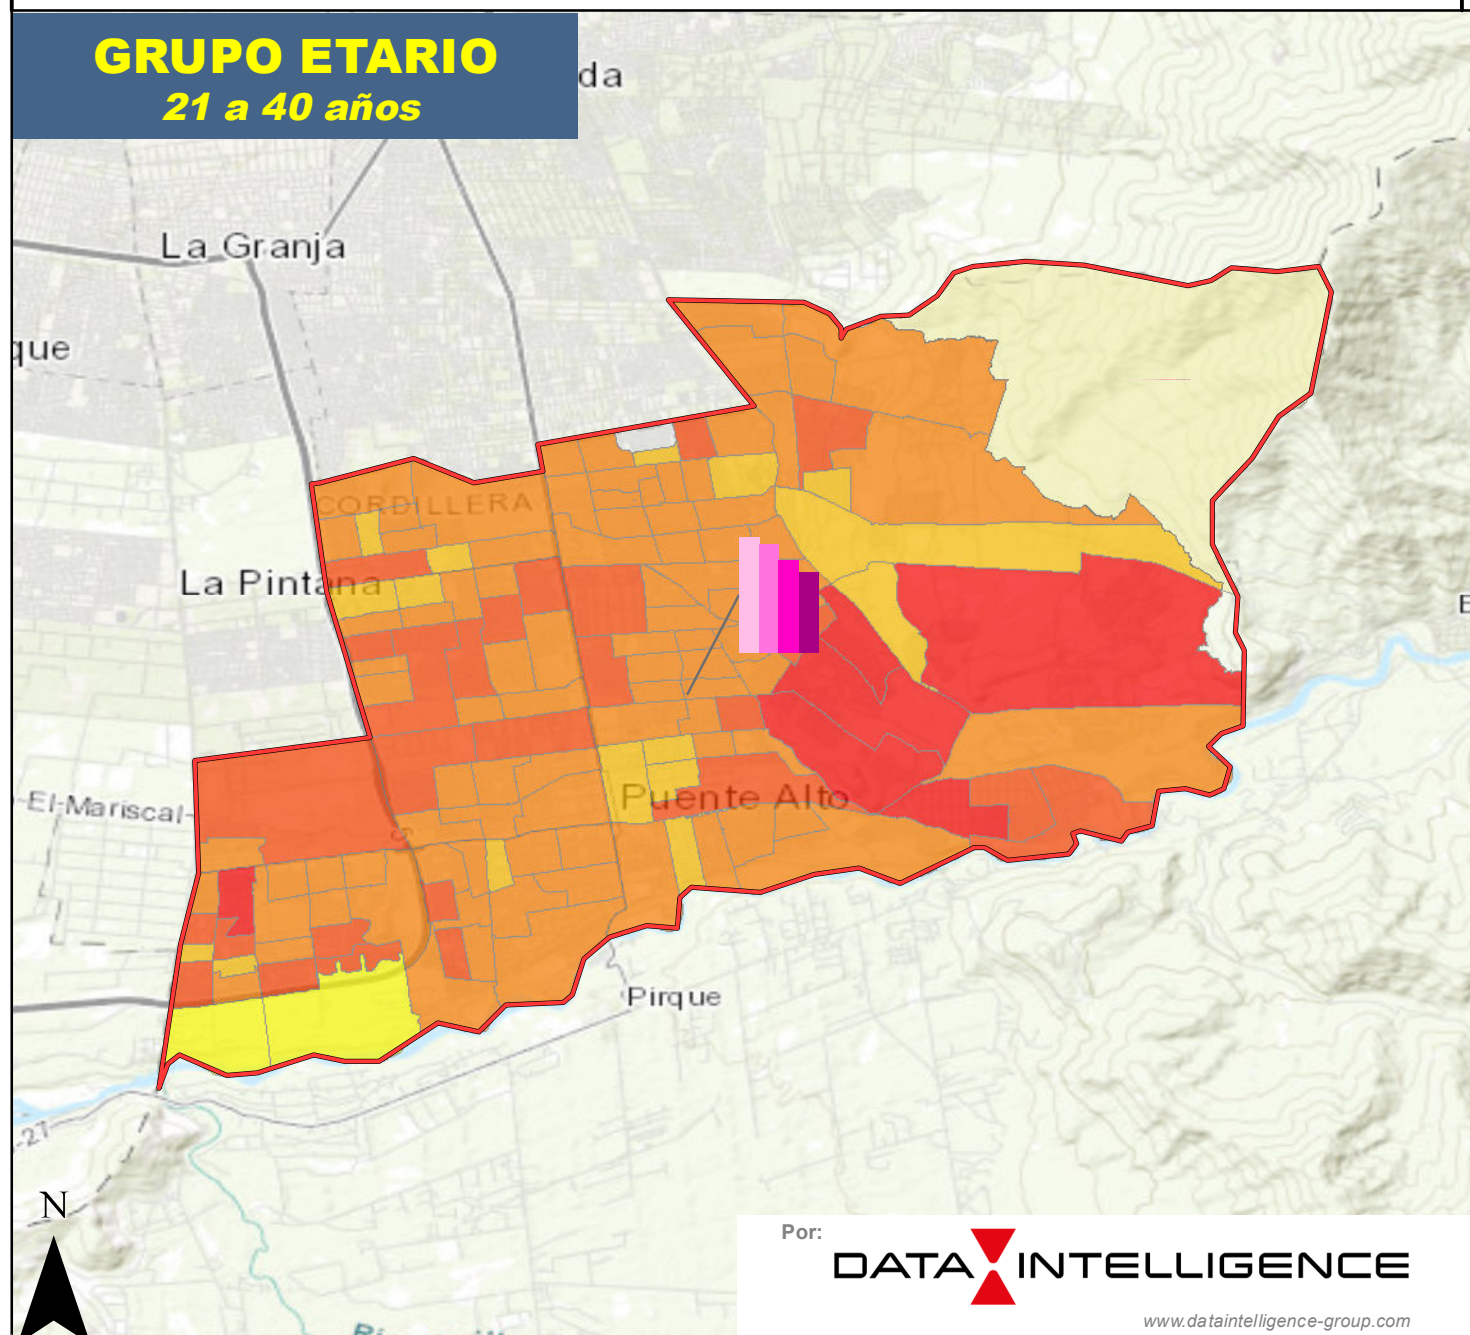 GRUPO ETARIO
21 a 40 años
da
La Granja
que
CORDILLERA
La Pintana
E
El-Mariscal
Puente Alto
Pirque
-27
N
Por:
DATA INTELLIGENCE
www.dataintelligence-group.com